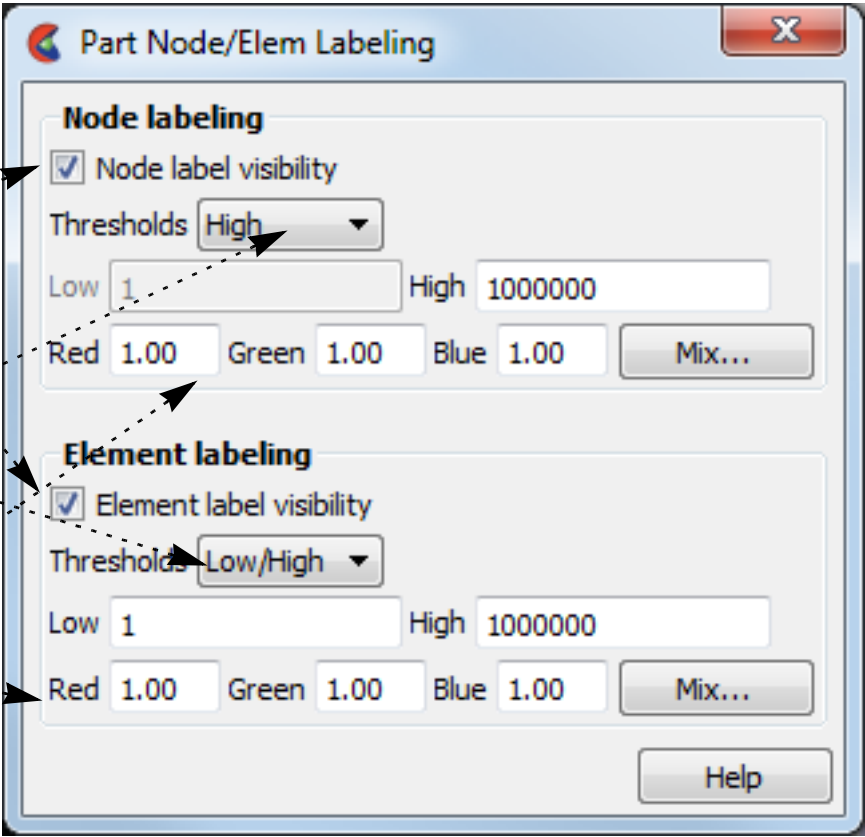 Part Node/Elem Labeling
Node labeling
Node label visibility
Thresholds High
Low 1 High 1000000
Red 1.00 Green 1.00 Blue 1.00 Mix...
Element labeling
Element label visibility
Thresholds Low/High
Low 1 High 1000000
Red 1.00 Green 1.00 Blue 1.00 Mix...
Help